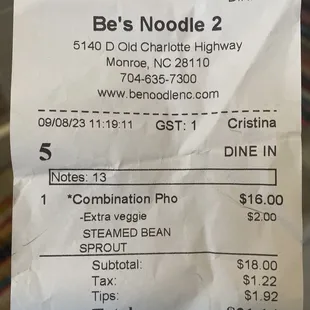 Be's Noodle 2
5140 D Old Charlotte Highway
Monroe, NC 28110
704-635-7300
www.benoodlenc.com
09/08/23 11:19:11 GST: 1 Cristina
5 DINE IN
Notes: 13
1 *Combination Pho $16.00
-Extra veggie $2.00
STEAMED BEAN
SPROUT
Subtotal: $18.00
Tax: $1.22
Tips: $1.92